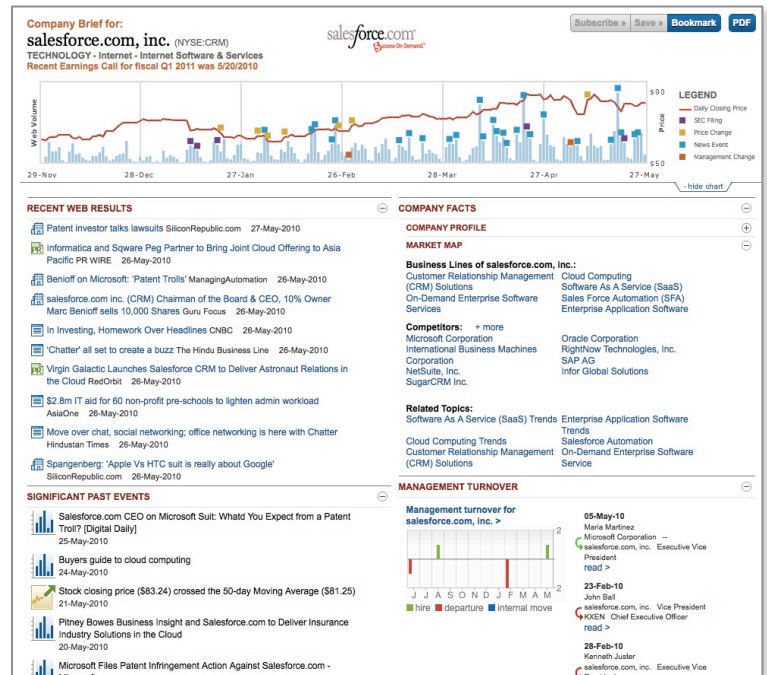 Company Brief for:
salesforce.com, inc. (NYSE:CRM)
TECHNOLOGY - Internet - Internet Software & Services
Recent Earnings Call for fiscal Q1 2011 was 5/20/2010
salesforce.com
Success On Demand.
Subscribe » Save » Bookmark PDF
Web Volume
$90
Price
$50
29-Nov 28-Dec 27-Jan 26-Feb 28-Mar 27-Apr 27-May
LEGEND
Daily Closing Price
SEC Filing
Price Change
News Event
Management Change
- hide chart
RECENT WEB RESULTS
Patent investor talks lawsuits SiliconRepublic.com 27-May-2010
PR Informatica and Sqware Peg Partner to Bring Joint Cloud Offering to Asia
Pacific PR WIRE 26-May-2010
Benioff on Microsoft: 'Patent Trolls' ManagingAutomation 26-May-2010
salesforce.com inc. (CRM) Chairman of the Board & CEO, 10% Owner
Marc Benioff sells 10,000 Shares Guru Focus 26-May-2010
In Investing, Homework Over Headlines CNBC 26-May-2010
'Chatter' all set to create a buzz The Hindu Business Line 26-May-2010
PR Virgin Galactic Launches Salesforce CRM to Deliver Astronaut Relations in
the Cloud RedOrbit 26-May-2010
$2.8m IT aid for 60 non-profit pre-schools to lighten admin workload
AsiaOne 26-May-2010
Move over chat, social networking; office networking is here with Chatter
Hindustan Times 26-May-2010
Spangenberg: 'Apple Vs HTC suit is really about Google'
SiliconRepublic.com 26-May-2010
SIGNIFICANT PAST EVENTS
Salesforce.com CEO on Microsoft Suit: Whatd You Expect from a Patent
Troll? [Digital Daily]
25-May-2010
Buyers guide to cloud computing
24-May-2010
Stock closing price ($83.24) crossed the 50-day Moving Average ($81.25)
21-May-2010
Pitney Bowes Business Insight and Salesforce.com to Deliver Insurance
Industry Solutions in the Cloud
20-May-2010
Microsoft Files Patent Infringement Action Against Salesforce.com -
COMPANY FACTS
COMPANY PROFILE
MARKET MAP
Business Lines of salesforce.com, inc.:
Customer Relationship Management Cloud Computing
(CRM) Solutions Software As A Service (SaaS)
On-Demand Enterprise Software Sales Force Automation (SFA)
Services Enterprise Application Software
Competitors: + more
Microsoft Corporation Oracle Corporation
International Business Machines RightNow Technologies, Inc.
Corporation SAP AG
NetSuite, Inc. Infor Global Solutions
SugarCRM Inc.
Related Topics:
Software As A Service (SaaS) Trends Enterprise Application Software
Trends
Cloud Computing Trends Salesforce Automation
Customer Relationship Management On-Demand Enterprise Software
(CRM) Solutions Service
MANAGEMENT TURNOVER
Management turnover for
salesforce.com, inc. >
2
2
J J A S O N D J F M A M
hire departure internal move
05-May-10
Maria Martinez
Microsoft Corporation --
salesforce.com, inc. Executive Vice
President
read >
23-Feb-10
John Ball
salesforce.com, inc. Vice President
KXEN Chief Executive Officer
read >
28-Feb-10
Kenneth Juster
salesforce.com, inc. Executive Vice